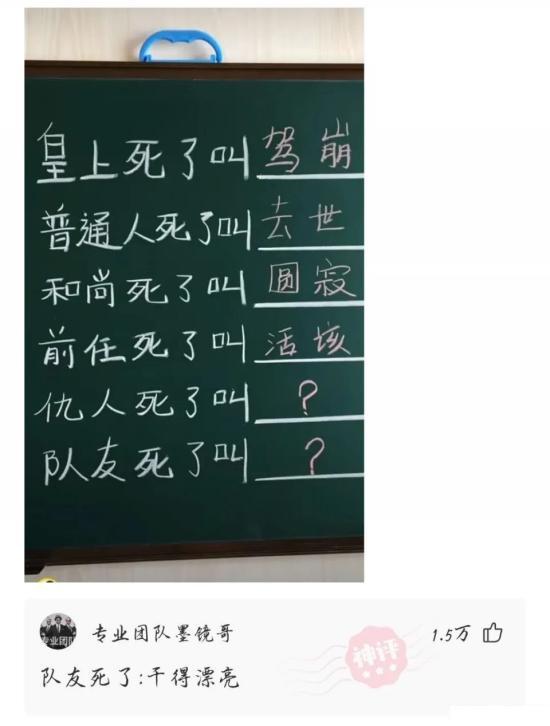 皇上死了叫驾崩
普通人死了叫去世
和尚死了叫圆寂
前任死了叫活该
仇人死了叫?
队友死了叫?
专业团队
专业团队墨镜哥
神评
1.5万
队友死了:干得漂亮